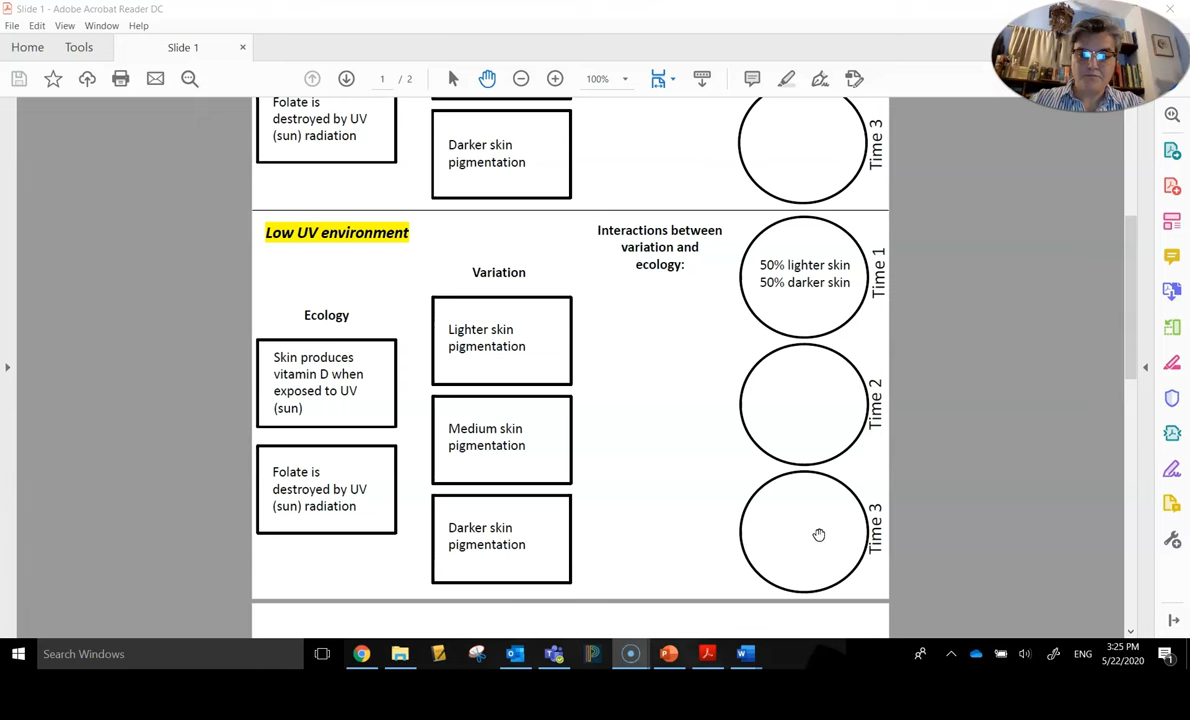 Slide 1 - Adobe Acrobat Reader DC
File Edit View Window Help
Home Tools Slide 1 ×
1 / 2 100%
Folate is
destroyed by UV
(sun) radiation
Darker skin
pigmentation
Time 3
Low UV environment
Ecology
Skin produces
vitamin D when
exposed to UV
(sun)
Folate is
destroyed by UV
(sun) radiation
Variation
Lighter skin
pigmentation
Medium skin
pigmentation
Darker skin
pigmentation
Interactions between
variation and
ecology:
50% lighter skin
50% darker skin
Time 1
Time 2
Time 3
Search Windows
ENG
3:25 PM
5/22/2020
1